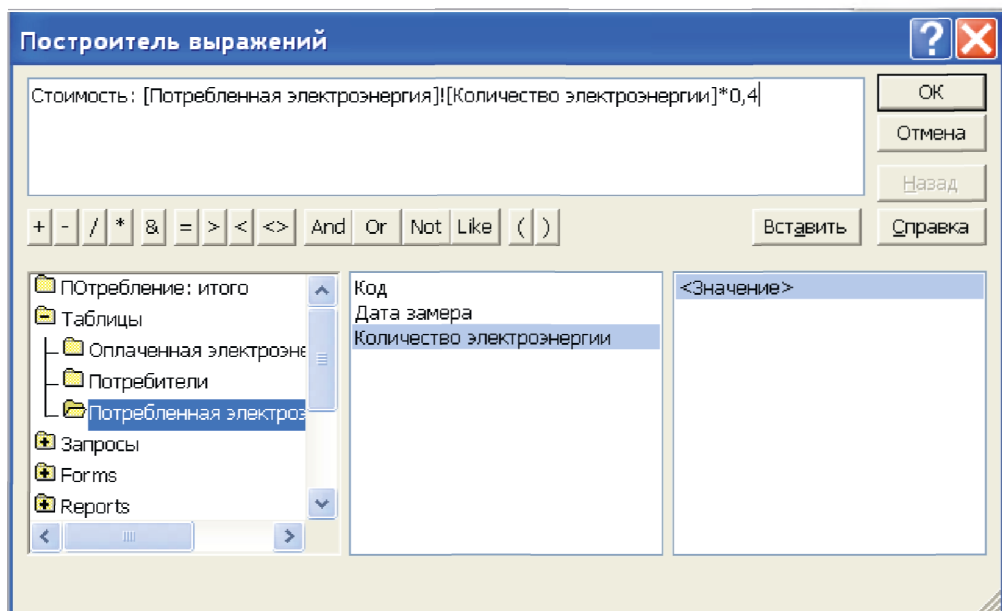 Построитель выражений
Стоимость: [Потребленная электроэнергия]![Количество электроэнергии]*0,4
ОК
Отмена
Назад
+ - / * & = > < <> And Or Not Like ( )
Вставить
Справка
ПОтребление: итого
Таблицы
Оплаченная электроэне
Потребители
Потребленная электроэ
Запросы
Forms
Reports
Код
Дата замера
Количество электроэнергии
<Значение>